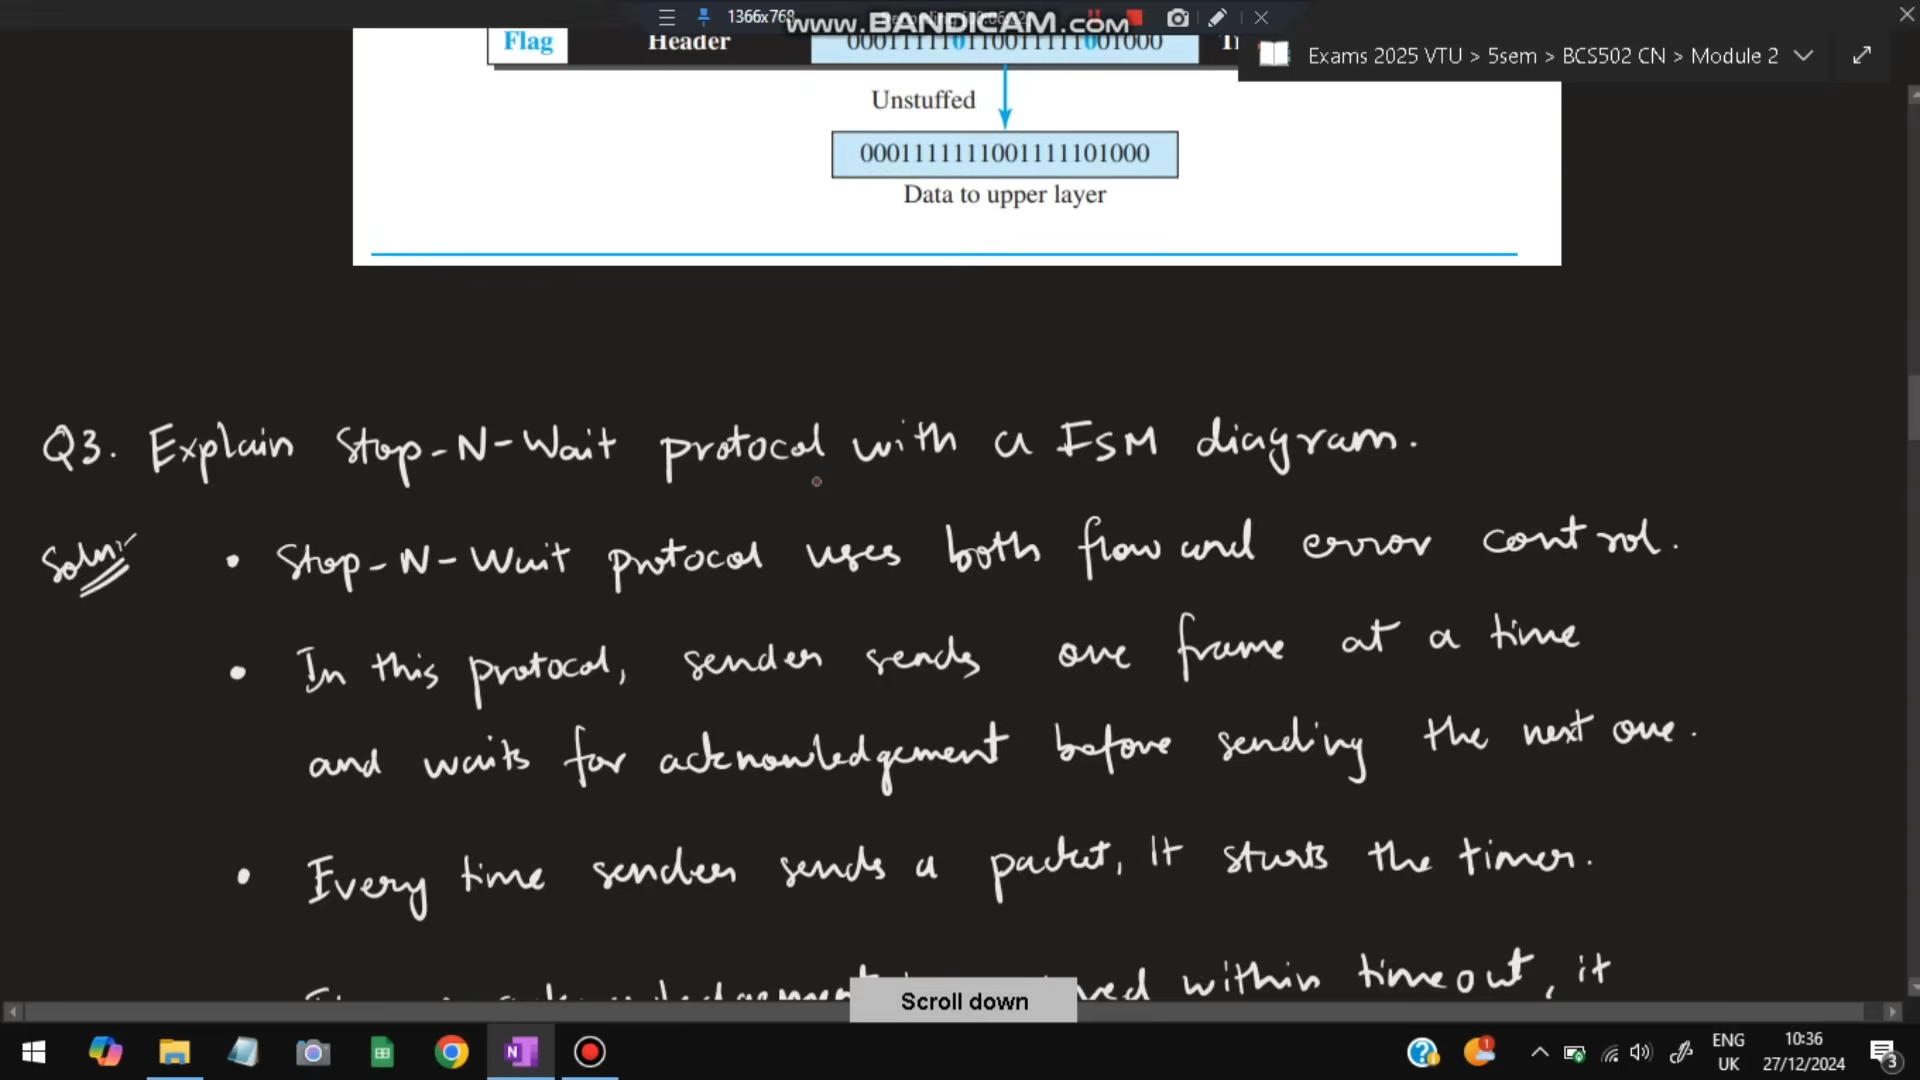 1366x768
www.BANDICAM.com
Flag Header 000111110110011111001000
Exams 2025 VTU > 5sem > BCS502 CN > Module 2
Unstuffed
0001111111001111101000
Data to upper layer
Q3. Explain Stop-N-Wait protocol with a FSM diagram.
Soln:
• Stop-N-Wait protocol uses both flow and error control.
• In this protocol, sender sends one frame at a time
and waits for acknowledgement before sending the next one.
• Every time sender sends a packet, it starts the timer.
within timeout, it
Scroll down
ENG
UK
10:36
27/12/2024
3